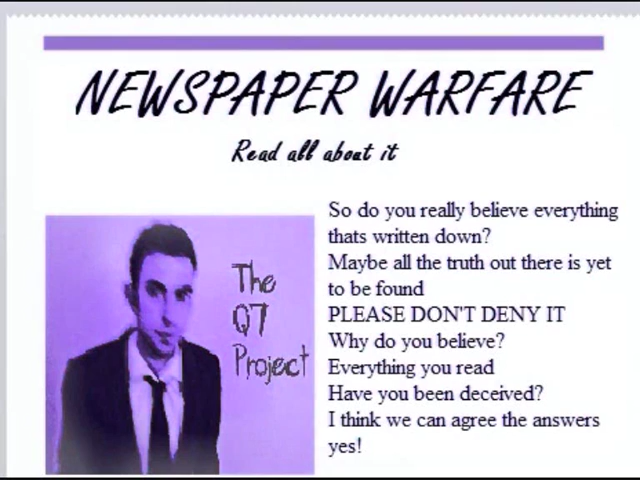 NEWSPAPER WARFARE
Read all about it
The
Q7
Project
So do you really believe everything
thats written down?
Maybe all the truth out there is yet
to be found
PLEASE DON'T DENY IT
Why do you believe?
Everything you read
Have you been deceived?
I think we can agree the answers
yes!